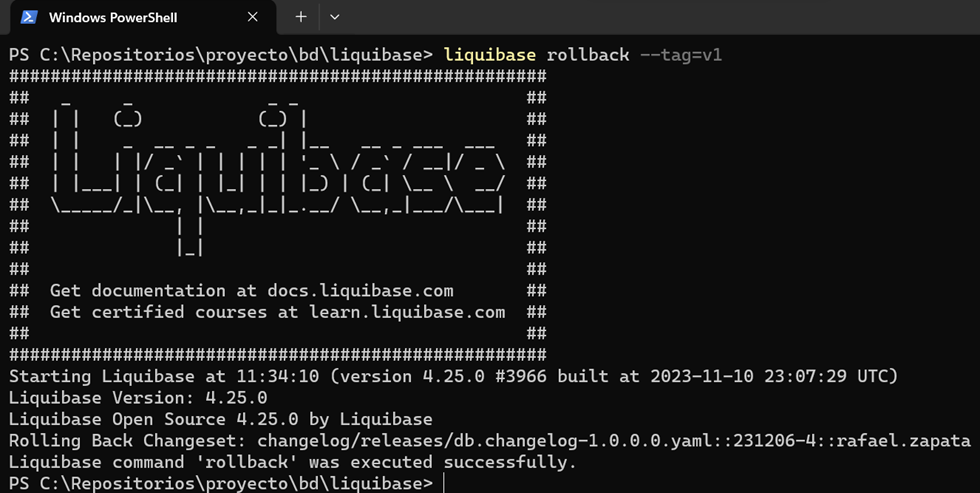 Windows PowerShell
PS C:\Repositorios\proyecto\bd\liquibase> liquibase rollback --tag=v1
####################################################
##   _     _             _ _                      ##
##  | |   (_)           (_) |                     ##
##  | |    _  __ _ _   _ _| |__   __ _ ___  ___   ##
##  | |   | |/ _` | | | | | '_ \ / _` / __|/ _ \  ##
##  | |___| | (_| | |_| | | |_) | (_| \__ \  __/  ##
##  \_____/_|\__, |\__,_|_|_.__/ \__,_|___/\___|  ##
##              | |                               ##
##              |_|                               ##
##                                                ##
##  Get documentation at docs.liquibase.com       ##
##  Get certified courses at learn.liquibase.com  ##
##                                                ##
####################################################
Starting Liquibase at 11:34:10 (version 4.25.0 #3966 built at 2023-11-10 23:07:29 UTC)
Liquibase Version: 4.25.0
Liquibase Open Source 4.25.0 by Liquibase
Rolling Back Changeset: changelog/releases/db.changelog-1.0.0.0.yaml::231206-4::rafael.zapata
Liquibase command 'rollback' was executed successfully.
PS C:\Repositorios\proyecto\bd\liquibase>